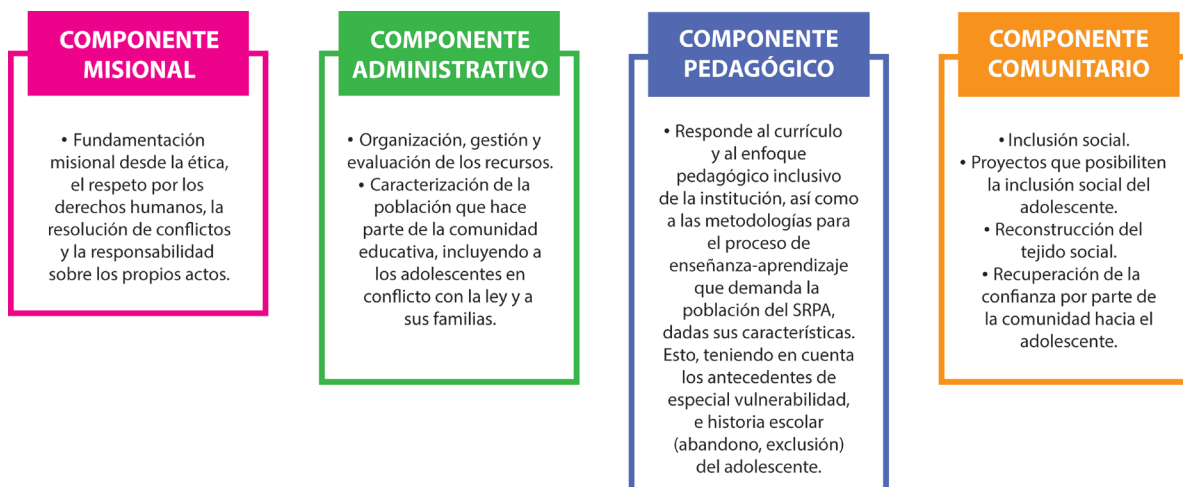 COMPONENTE
MISIONAL
• Fundamentación
misional desde la ética,
el respeto por los
derechos humanos, la
resolución de conflictos
y la responsabilidad
sobre los propios actos.
COMPONENTE
ADMINISTRATIVO
• Organización, gestión y
evaluación de los recursos.
• Caracterización de la
población que hace
parte de la comunidad
educativa, incluyendo a
los adolescentes en
conflicto con la ley y a
sus familias.
COMPONENTE
PEDAGÓGICO
• Responde al currículo
y al enfoque
pedagógico inclusivo
de la institución, así como
a las metodologías para
el proceso de
enseñanza-aprendizaje
que demanda la
población del SRPA,
dadas sus características.
Esto, teniendo en cuenta
los antecedentes de
especial vulnerabilidad,
e historia escolar
(abandono, exclusión)
del adolescente.
COMPONENTE
COMUNITARIO
• Inclusión social.
• Proyectos que posibiliten
la inclusión social del
adolescente.
• Reconstrucción del
tejido social.
• Recuperación de la
confianza por parte de
la comunidad hacia el
adolescente.